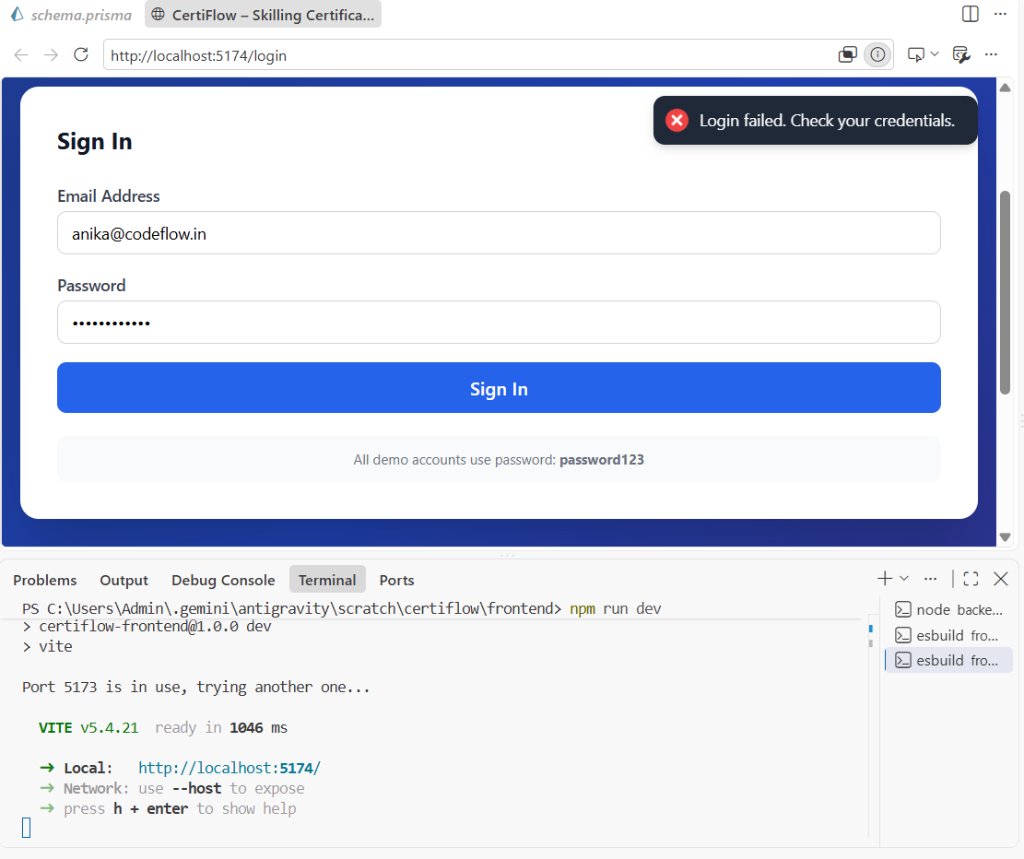 schema.prisma
CertiFlow – Skilling Certifica...
http://localhost:5174/login
Login failed. Check your credentials.
Sign In
Email Address
anika@codeflow.in
Password
••••••••••••
Sign In
All demo accounts use password: password123
Problems Output Debug Console Terminal Ports
PS C:\Users\Admin\.gemini\antigravity\scratch\certiflow\frontend> npm run dev
> certiflow-frontend@1.0.0 dev
> vite
Port 5173 is in use, trying another one...
VITE v5.4.21 ready in 1046 ms
➜ Local: http://localhost:5174/
➜ Network: use --host to expose
➜ press h + enter to show help
node backe...
esbuild fro...
esbuild fro...